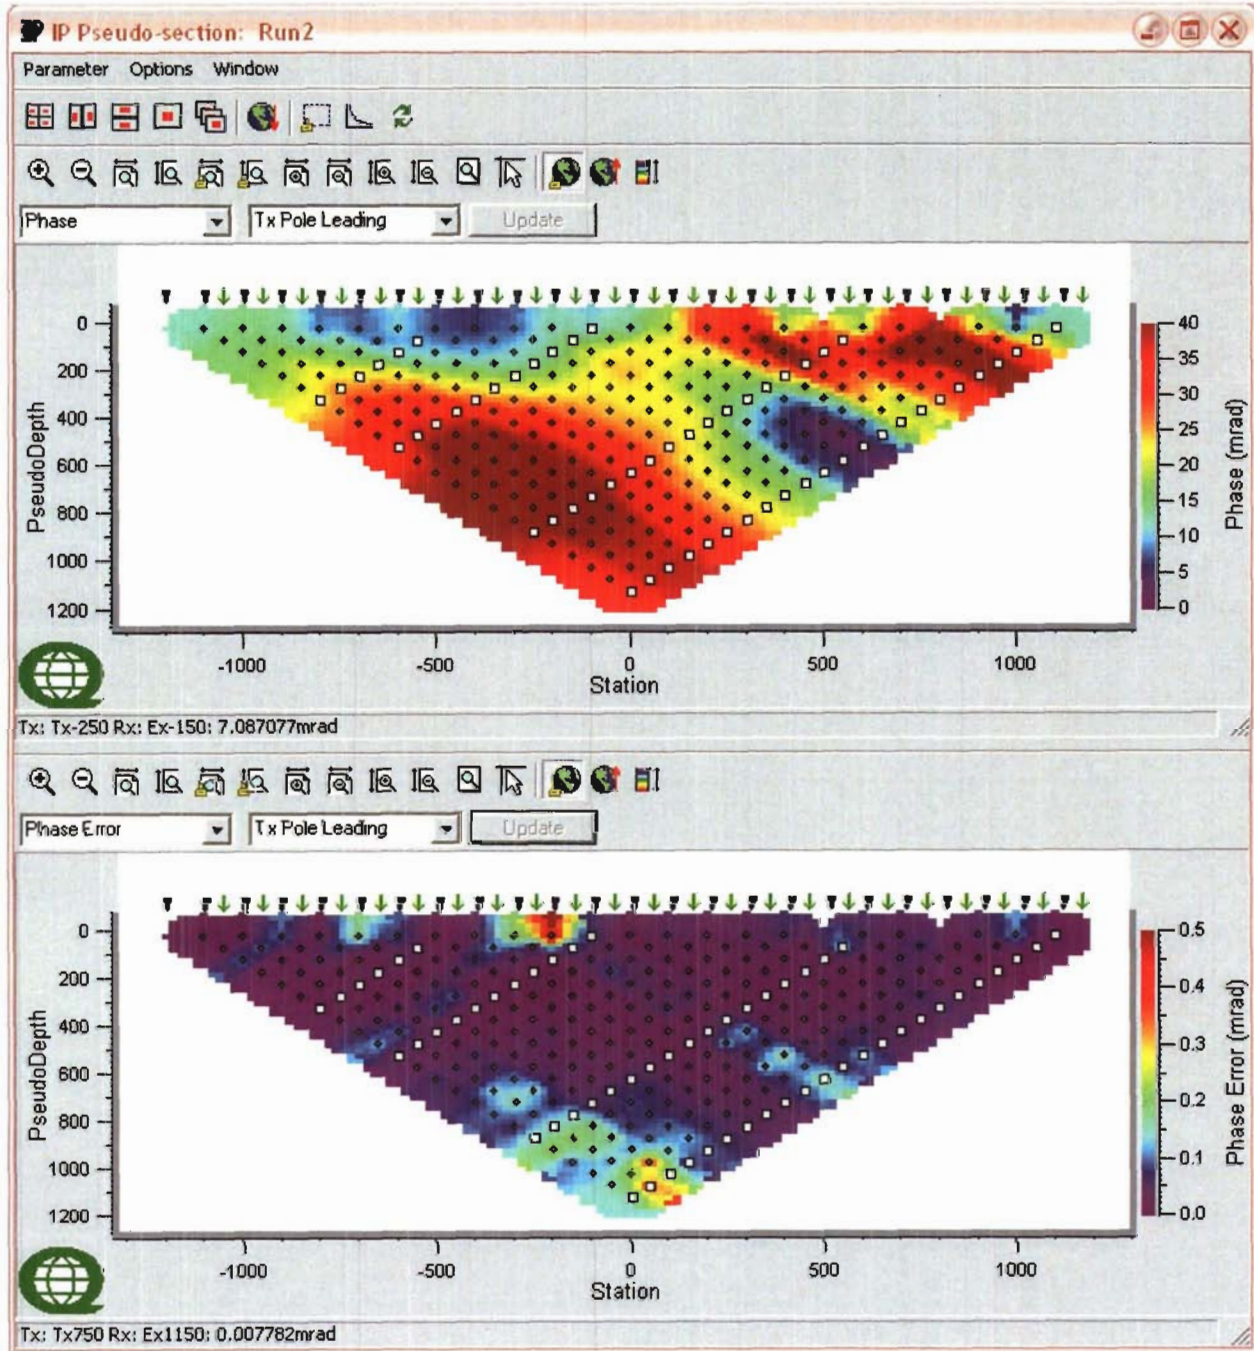 IP Pseudo-section: Run2
Parameter Options Window
Phase Tx Pole Leading Update
0
200
400
600
800
1000
1200
PseudoDepth
-1000 -500 0 500 1000
Station
40
35
30
25
20
15
10
5
0
Phase (mrad)
Tx: Tx-250 Rx: Ex-150: 7.087077mrad
Phase Error Tx Pole Leading Update
0
200
400
600
800
1000
1200
PseudoDepth
-1000 -500 0 500 1000
Station
0.5
0.4
0.3
0.2
0.1
0.0
Phase Error (mrad)
Tx: Tx750 Rx: Ex1150: 0.007782mrad